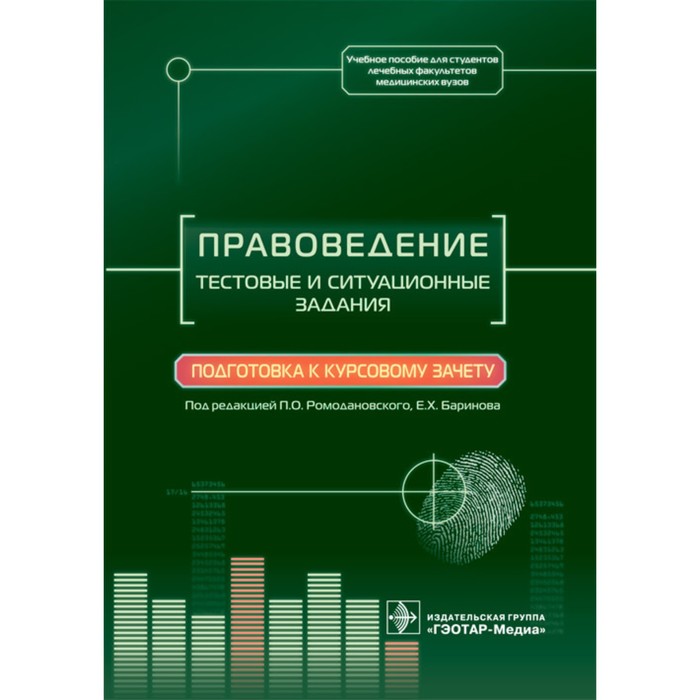 Учебное пособие для студентов
лечебных факультетов
медицинских вузов
ПРАВОВЕДЕНИЕ
ТЕСТОВЫЕ И СИТУАЦИОННЫЕ
ЗАДАНИЯ
ПОДГОТОВКА К КУРСОВОМУ ЗАЧЕТУ
Под редакцией П.О. Ромодановского, Е.Х. Баринова
ИЗДАТЕЛЬСКАЯ ГРУППА
«ГЭОТАР-Медиа»